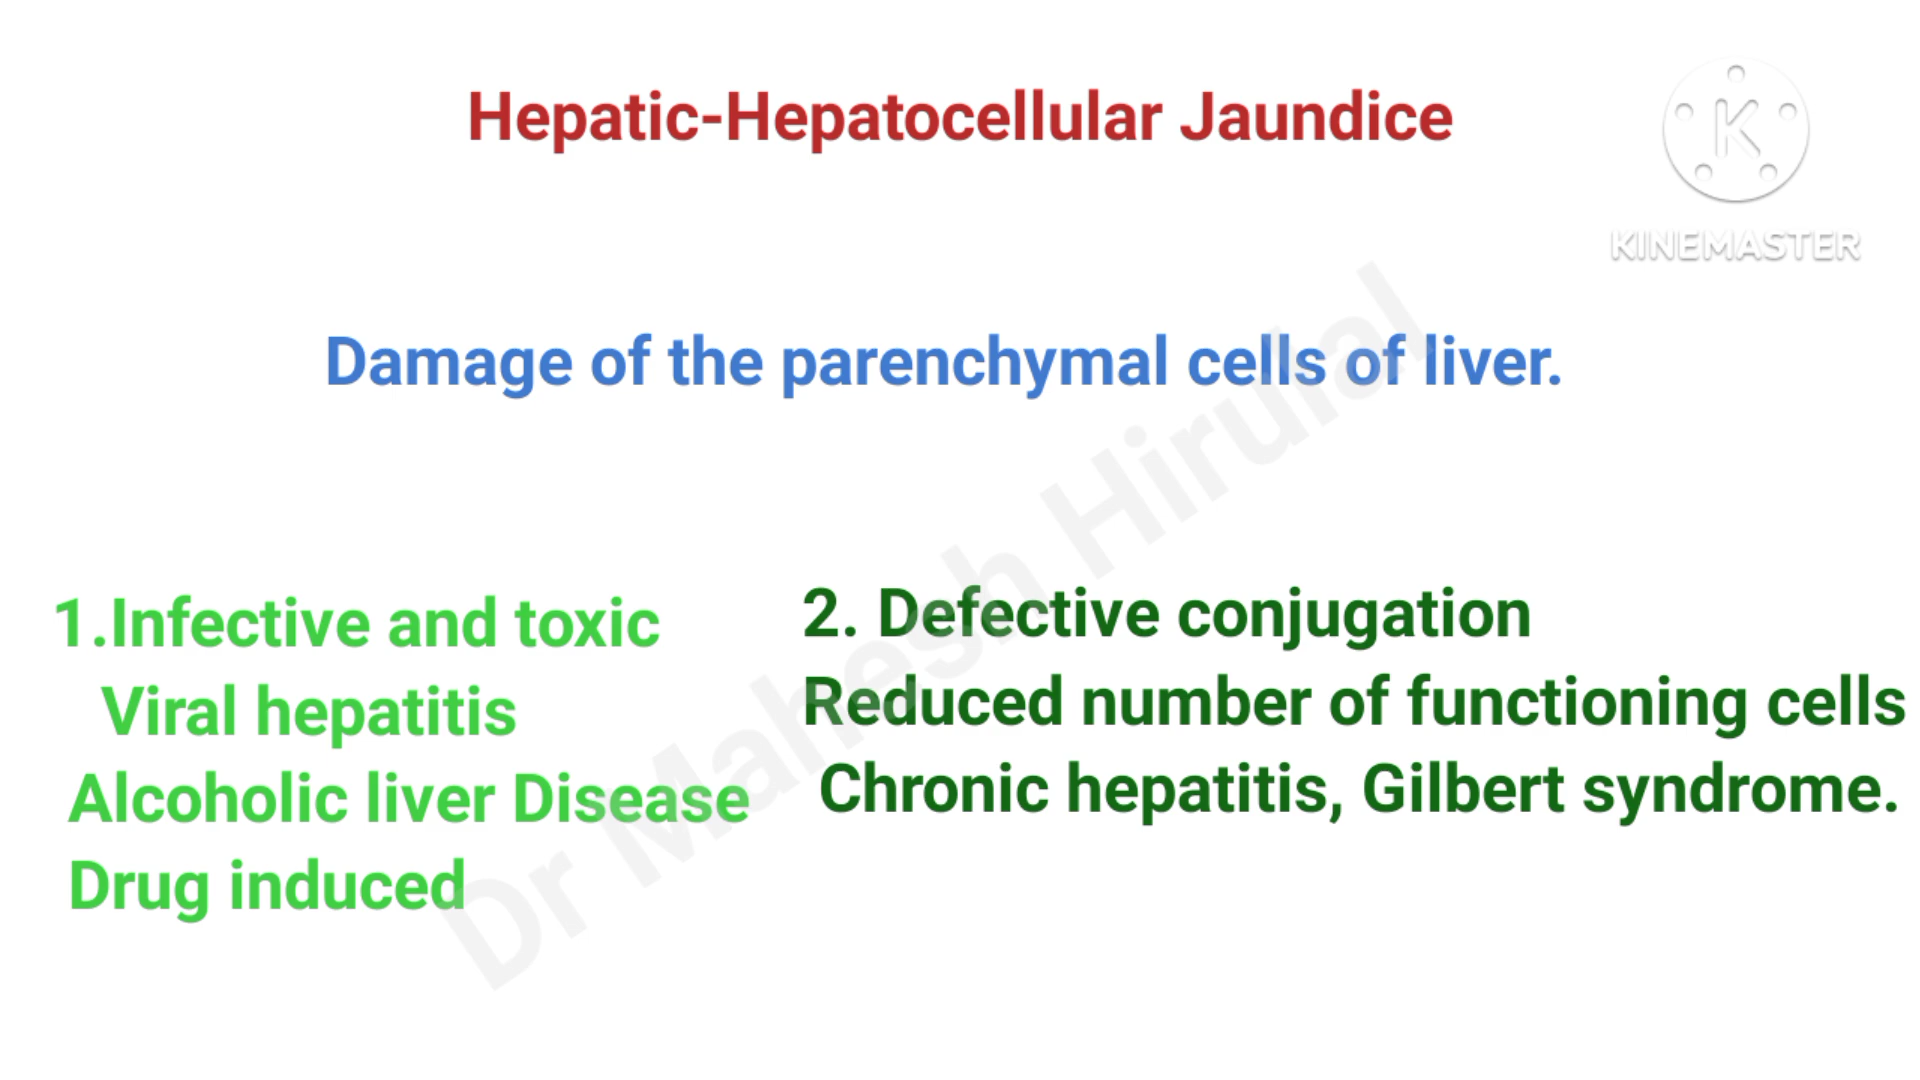 Hepatic-Hepatocellular Jaundice
KINEMASTER
Damage of the parenchymal cells of liver.
1.Infective and toxic
Viral hepatitis
Alcoholic liver Disease
Drug induced
2. Defective conjugation
Reduced number of functioning cells
Chronic hepatitis, Gilbert syndrome.
Dr Mahesh Hirulal